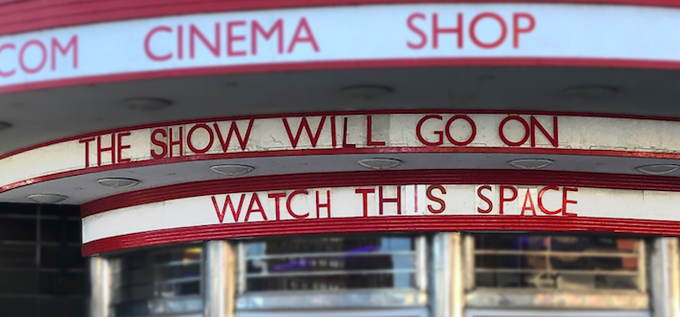 COM CINEMA SHOP
THE SHOW WILL GO ON
WATCH THIS SPACE